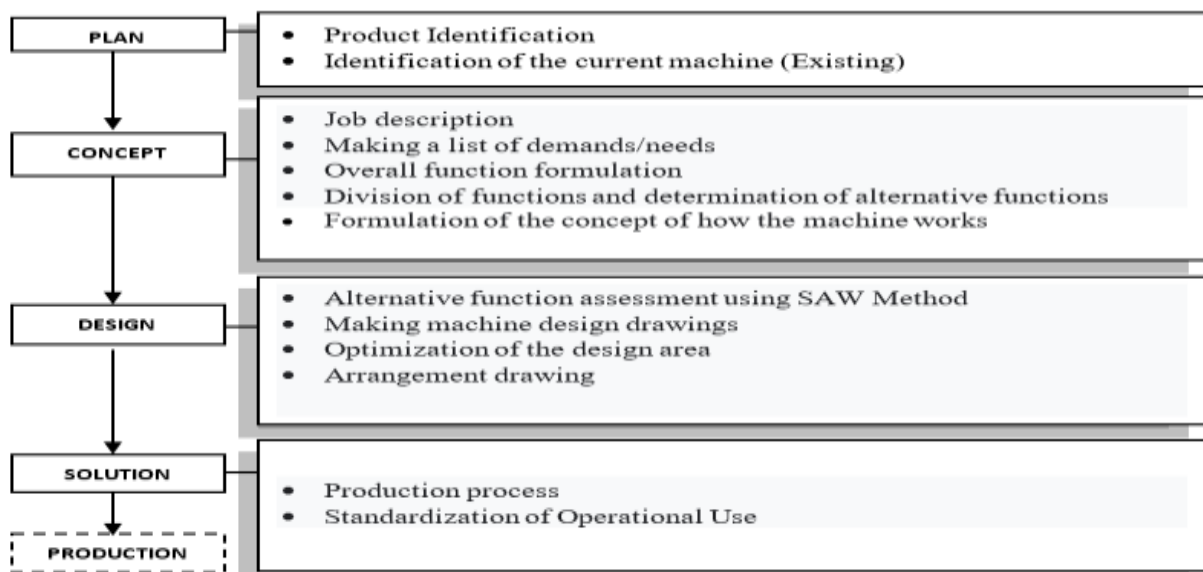 PLAN
• Product Identification
• Identification of the current machine (Existing)
CONCEPT
• Job description
• Making a list of demands/needs
• Overall function formulation
• Division of functions and determination of alternative functions
• Formulation of the concept of how the machine works
DESIGN
• Alternative function assessment using SAW Method
• Making machine design drawings
• Optimization of the design area
• Arrangement drawing
SOLUTION
• Production process
• Standardization of Operational Use
PRODUCTION